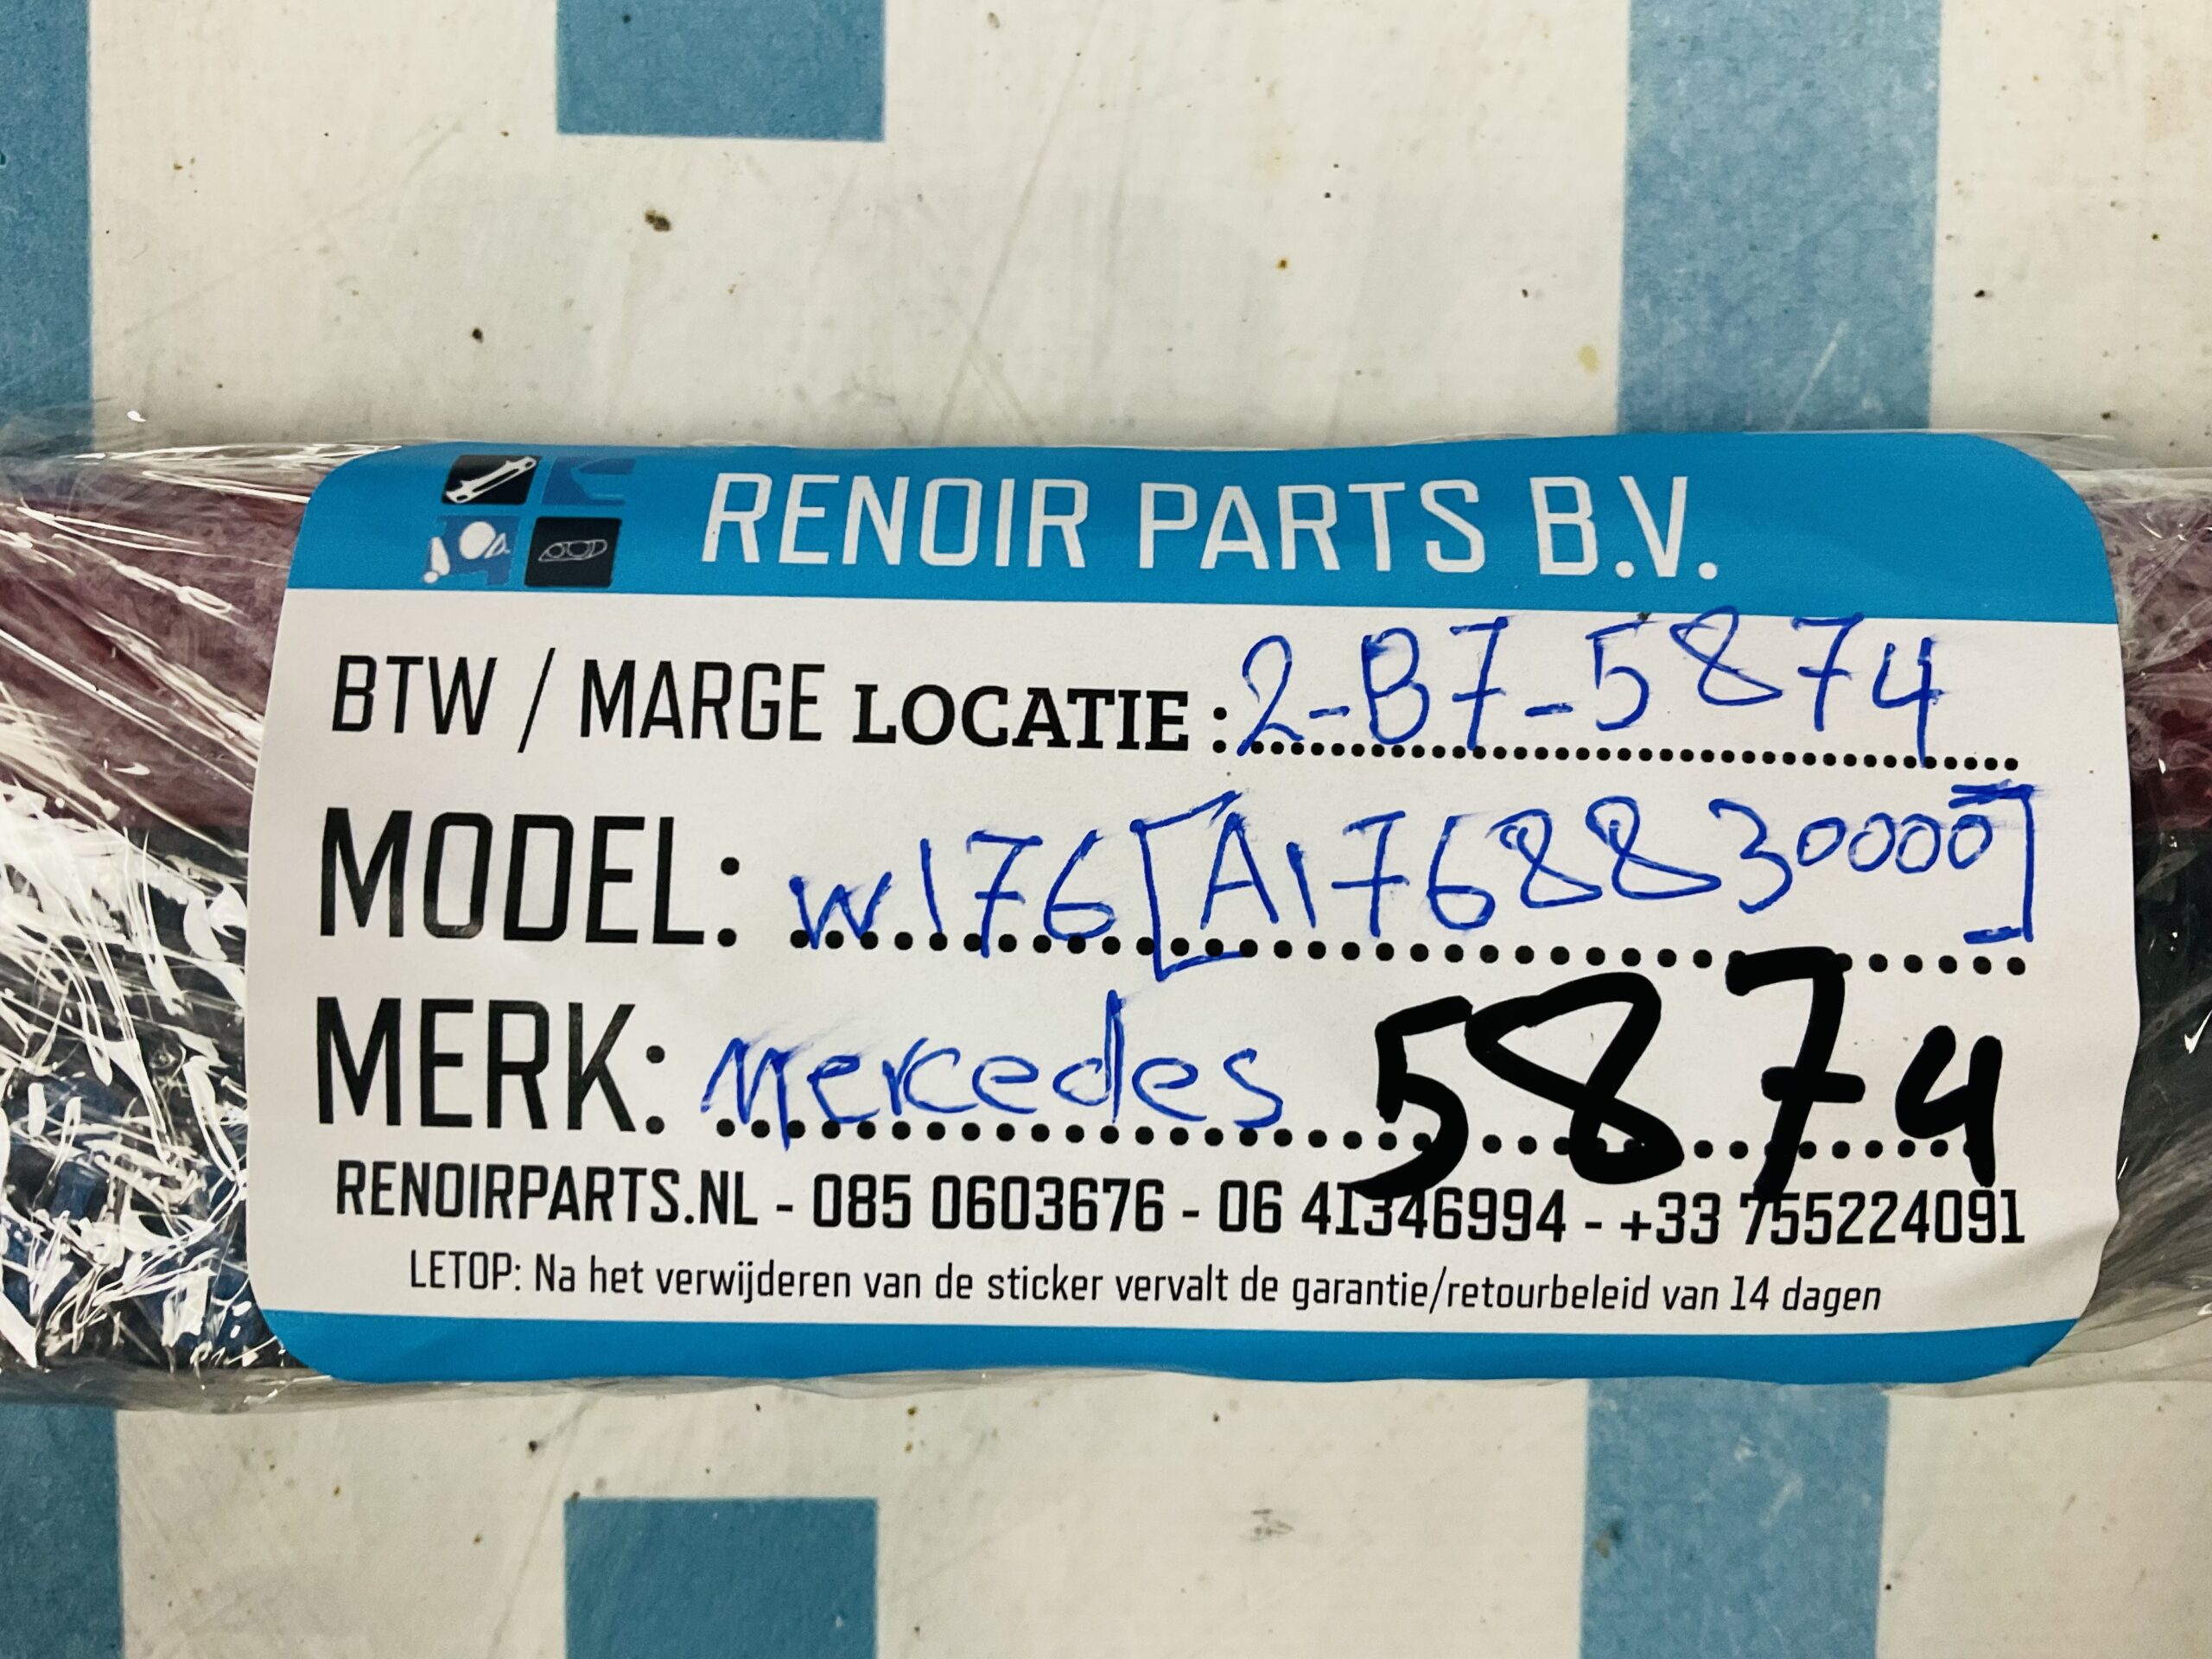 RENOIR PARTS B.V.
BTW / MARGE LOCATIE : 2-B7-5874
MODEL: W176 [A1768830000]
MERK: Mercedes 5874
RENOIRPARTS.NL - 085 0603676 - 06 41346994 - +33 755224091
LETOP: Na het verwijderen van de sticker vervalt de garantie/retourbeleid van 14 dagen